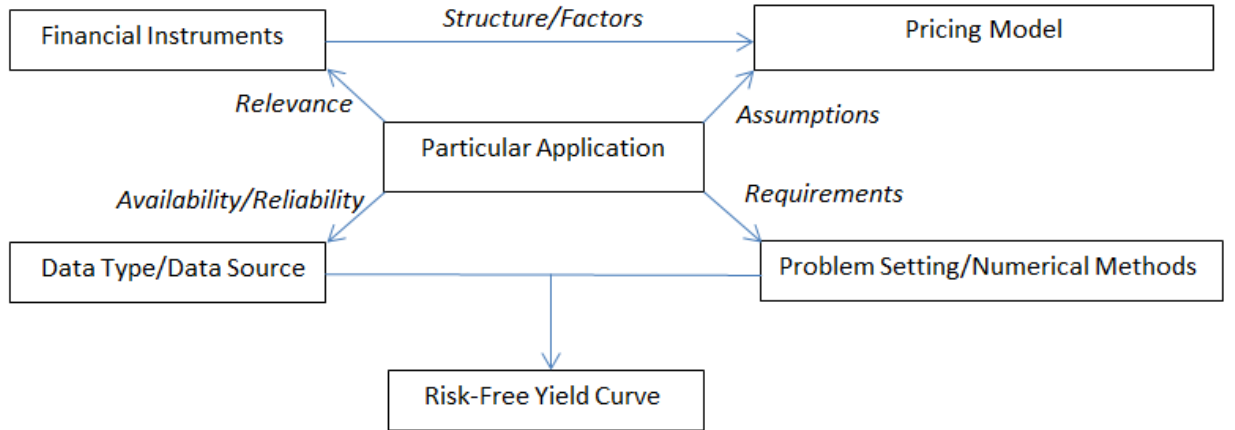 Structure/Factors
Financial Instruments
Pricing Model
Relevance
Assumptions
Particular Application
Availability/Reliability
Requirements
Data Type/Data Source
Problem Setting/Numerical Methods
Risk-Free Yield Curve